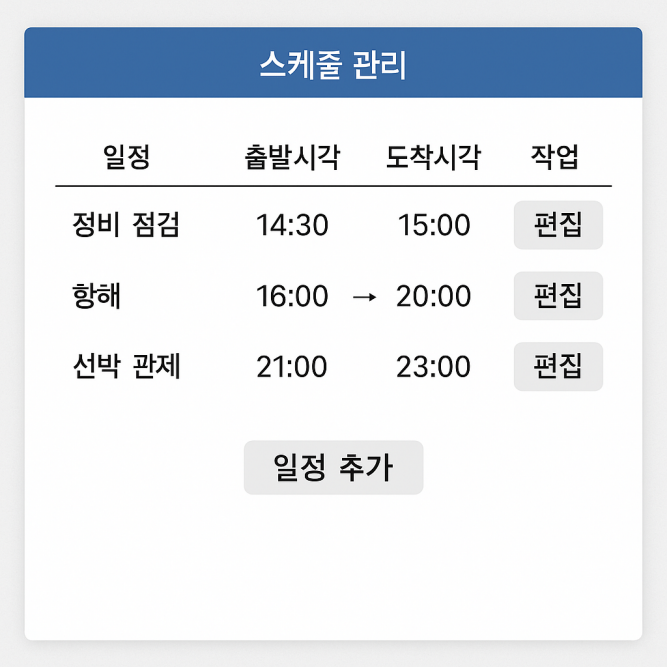 스케줄 관리
일정 출발시각 도착시각 작업
정비 점검 14:30 15:00 편집
항해 16:00 → 20:00 편집
선박 관제 21:00 23:00 편집
일정 추가